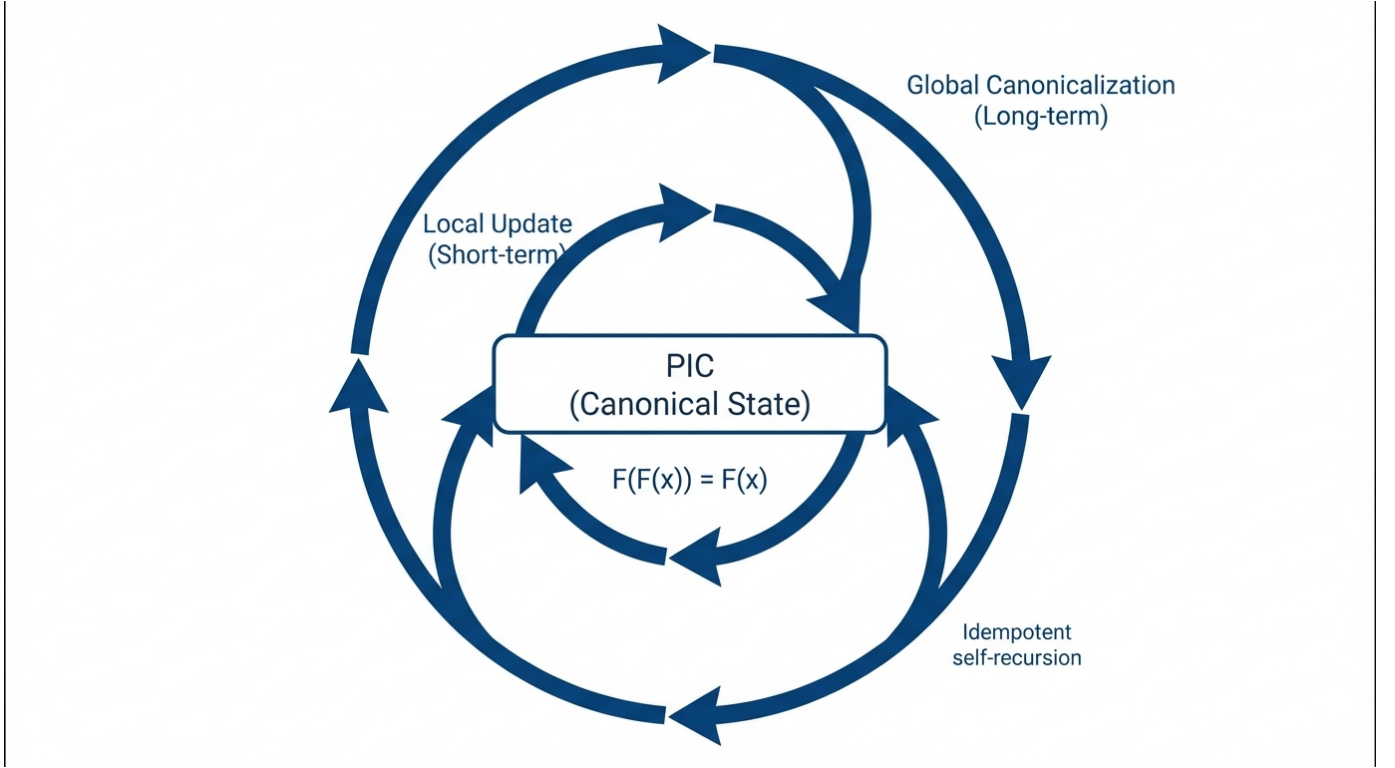 Global Canonicalization
(Long-term)
Local Update
(Short-term)
PIC
(Canonical State)
F(F(x)) = F(x)
Idempotent
self-recursion